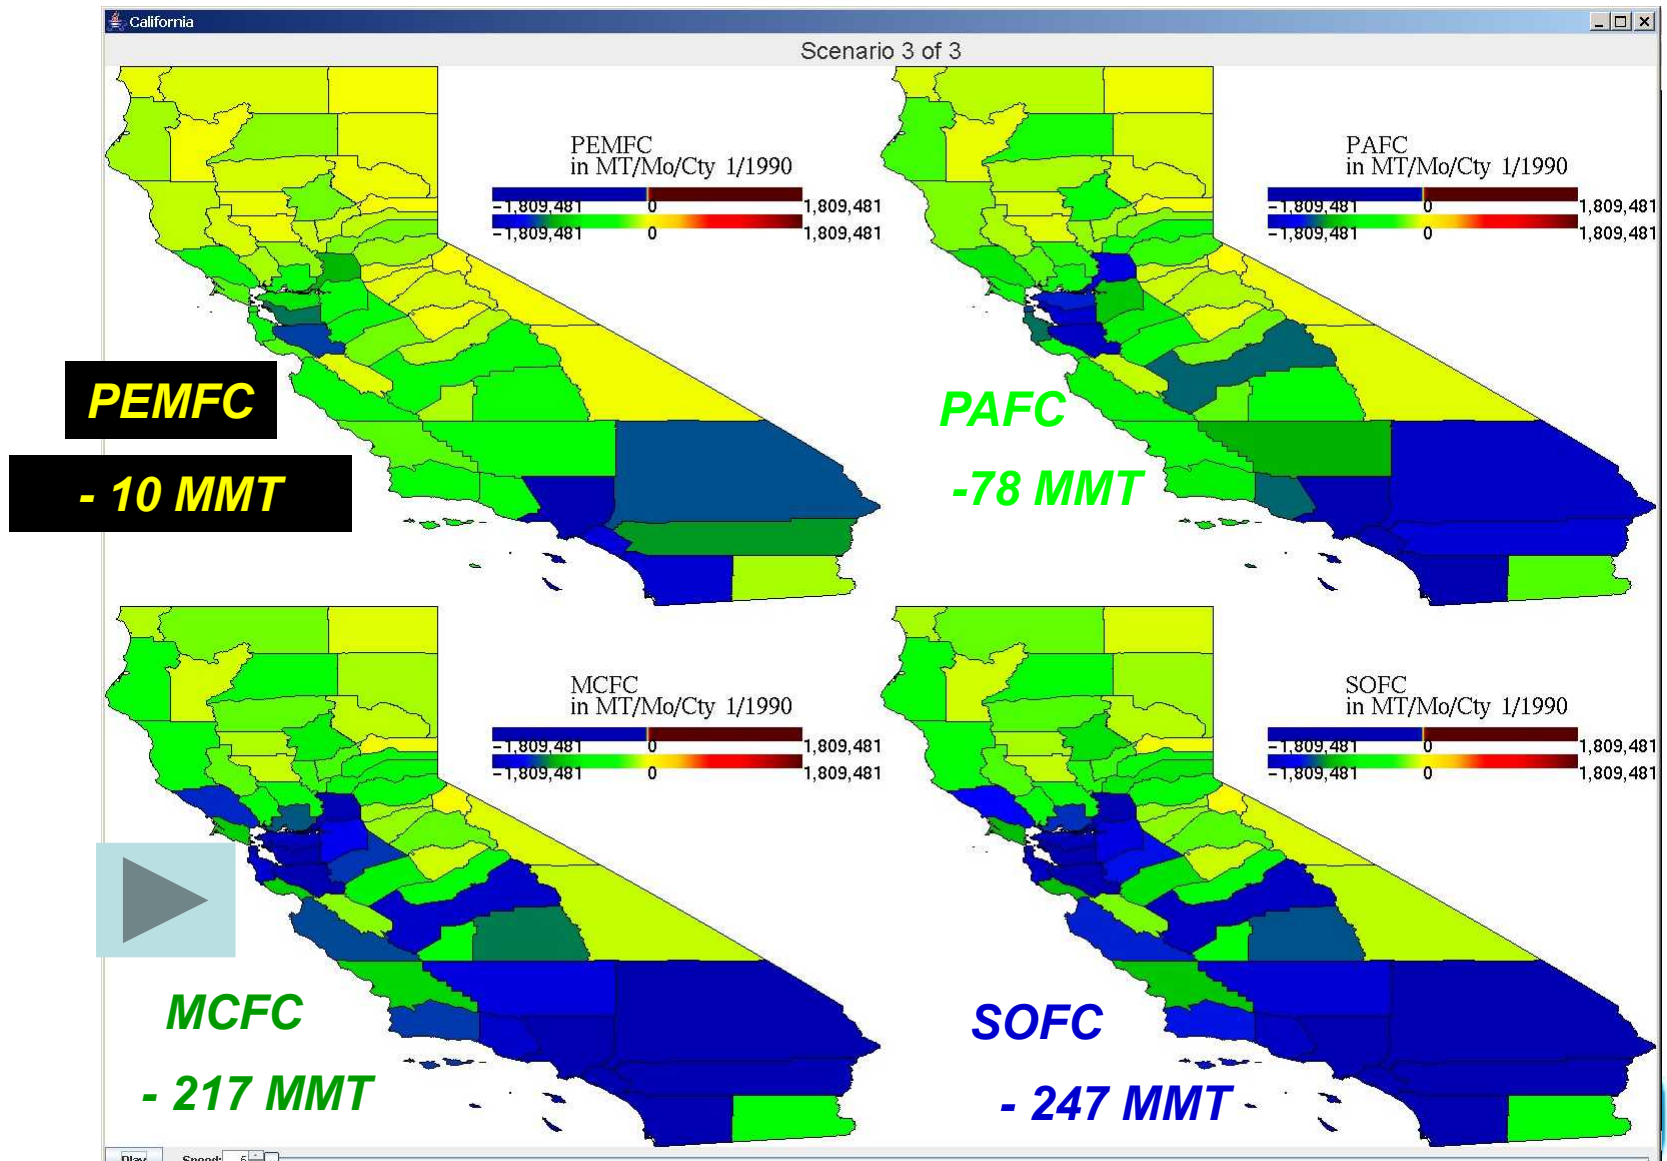 California
Scenario 3 of 3
PEMFC
in MT/Mo/Cty 1/1990
-1,809,481 0 1,809,481
-1,809,481 0 1,809,481
PAFC
in MT/Mo/Cty 1/1990
-1,809,481 0 1,809,481
-1,809,481 0 1,809,481
PEMFC
- 10 MMT
PAFC
-78 MMT
MCFC
in MT/Mo/Cty 1/1990
-1,809,481 0 1,809,481
-1,809,481 0 1,809,481
SOFC
in MT/Mo/Cty 1/1990
-1,809,481 0 1,809,481
-1,809,481 0 1,809,481
MCFC
- 217 MMT
SOFC
- 247 MMT
Play Speed: 5